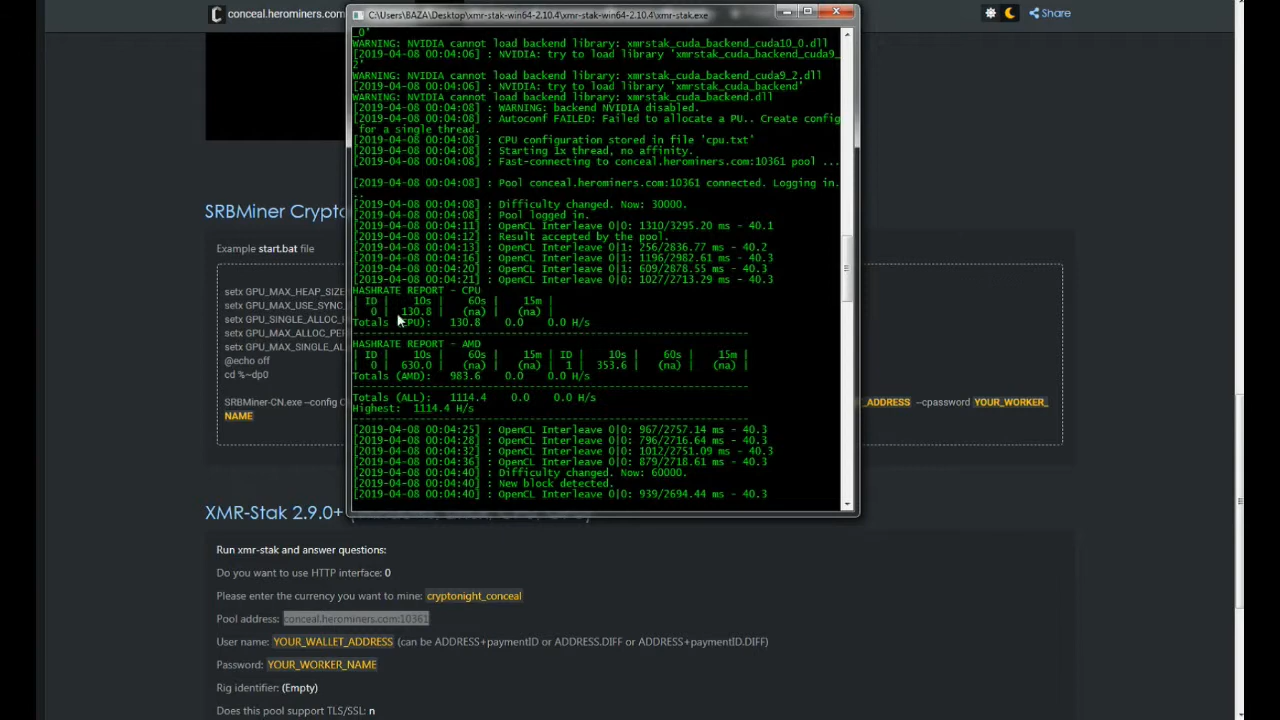 conceal.herominers.com
Share
C:\Users\BAZA\Desktop\xmr-stak-win64-2.10.4\xmr-stak-win64-2.10.4\xmr-stak.exe
_0'
WARNING: NVIDIA cannot load backend library: xmrstak_cuda_backend_cuda10_0.dll
[2019-04-08 00:04:06] : NVIDIA: try to load library 'xmrstak_cuda_backend_cuda9_
2'
WARNING: NVIDIA cannot load backend library: xmrstak_cuda_backend_cuda9_2.dll
[2019-04-08 00:04:06] : NVIDIA: try to load library 'xmrstak_cuda_backend'
WARNING: NVIDIA cannot load backend library: xmrstak_cuda_backend.dll
[2019-04-08 00:04:08] : WARNING: backend NVIDIA disabled.
[2019-04-08 00:04:08] : Autoconf FAILED: Failed to allocate a PU.. Create config
for a single thread.
[2019-04-08 00:04:08] : CPU configuration stored in file 'cpu.txt'
[2019-04-08 00:04:08] : Starting 1x thread, no affinity.
[2019-04-08 00:04:08] : Fast-connecting to conceal.herominers.com:10361 pool ...
[2019-04-08 00:04:08] : Pool conceal.herominers.com:10361 connected. Logging in.
..
[2019-04-08 00:04:08] : Difficulty changed. Now: 30000.
[2019-04-08 00:04:08] : Pool logged in.
[2019-04-08 00:04:11] : OpenCL Interleave 0|0: 1310/3295.20 ms - 40.1
[2019-04-08 00:04:12] : Result accepted by the pool.
[2019-04-08 00:04:13] : OpenCL Interleave 0|1: 256/2836.77 ms - 40.2
[2019-04-08 00:04:16] : OpenCL Interleave 0|1: 1196/2982.61 ms - 40.3
[2019-04-08 00:04:20] : OpenCL Interleave 0|1: 609/2878.55 ms - 40.3
[2019-04-08 00:04:21] : OpenCL Interleave 0|0: 1027/2713.29 ms - 40.3
HASHRATE REPORT - CPU
| ID | 10s | 60s | 15m |
| 0 | 130.8 | (na) | (na) |
Totals (CPU): 130.8 0.0 0.0 H/s
HASHRATE REPORT - AMD
| ID | 10s | 60s | 15m | ID | 10s | 60s | 15m |
| 0 | 630.0 | (na) | (na) | 1 | 353.6 | (na) | (na) |
Totals (AMD): 983.6 0.0 0.0 H/s
Totals (ALL): 1114.4 0.0 0.0 H/s
Highest: 1114.4 H/s
[2019-04-08 00:04:25] : OpenCL Interleave 0|0: 967/2757.14 ms - 40.3
[2019-04-08 00:04:28] : OpenCL Interleave 0|0: 796/2716.64 ms - 40.3
[2019-04-08 00:04:32] : OpenCL Interleave 0|0: 1012/2751.09 ms - 40.3
[2019-04-08 00:04:36] : OpenCL Interleave 0|0: 879/2718.61 ms - 40.3
[2019-04-08 00:04:40] : Difficulty changed. Now: 60000.
[2019-04-08 00:04:40] : New block detected.
[2019-04-08 00:04:40] : OpenCL Interleave 0|0: 939/2694.44 ms - 40.3
SRBMiner Crypto
Example start.bat file
setx GPU_MAX_HEAP_SIZE
setx GPU_MAX_USE_SYNC_
setx GPU_SINGLE_ALLOC_
setx GPU_MAX_ALLOC_PE
setx GPU_MAX_SINGLE_AL
@echo off
cd %~dp0
SRBMiner-CN.exe --config C _ADDRESS --cpassword YOUR_WORKER_
NAME
XMR-Stak 2.9.0+
Run xmr-stak and answer questions:
Do you want to use HTTP interface: 0
Please enter the currency you want to mine: cryptonight_conceal
Pool address: conceal.herominers.com:10361
User name: YOUR_WALLET_ADDRESS (can be ADDRESS+paymentID or ADDRESS.DIFF or ADDRESS+paymentID.DIFF)
Password: YOUR_WORKER_NAME
Rig identifier: (Empty)
Does this pool support TLS/SSL: n